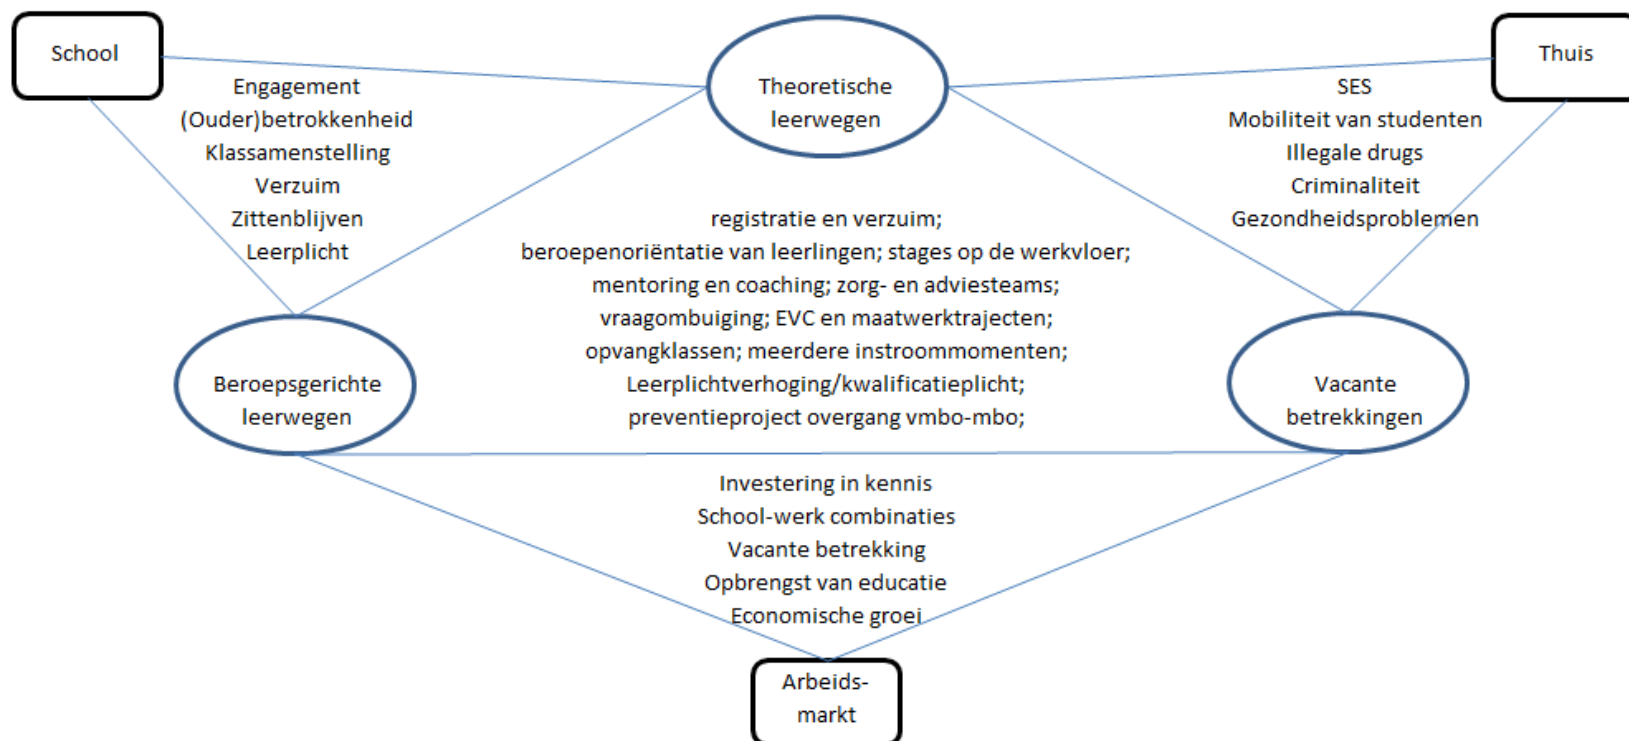 School
Theoretische
leerwegen
Thuis
Engagement
(Ouder)betrokkenheid
Klassamenstelling
Verzuim
Zittenblijven
Leerplicht
SES
Mobiliteit van studenten
Illegale drugs
Criminaliteit
Gezondheidsproblemen
registratie en verzuim;
beroepenoriëntatie van leerlingen; stages op de werkvloer;
mentoring en coaching; zorg- en adviesteams;
vraagombuiging; EVC en maatwerktrajecten;
opvangklassen; meerdere instroommomenten;
Leerplichtverhoging/kwalificatieplicht;
preventieproject overgang vmbo-mbo;
Beroepsgerichte
leerwegen
Vacante
betrekkingen
Investering in kennis
School-werk combinaties
Vacante betrekking
Opbrengst van educatie
Economische groei
Arbeids-
markt